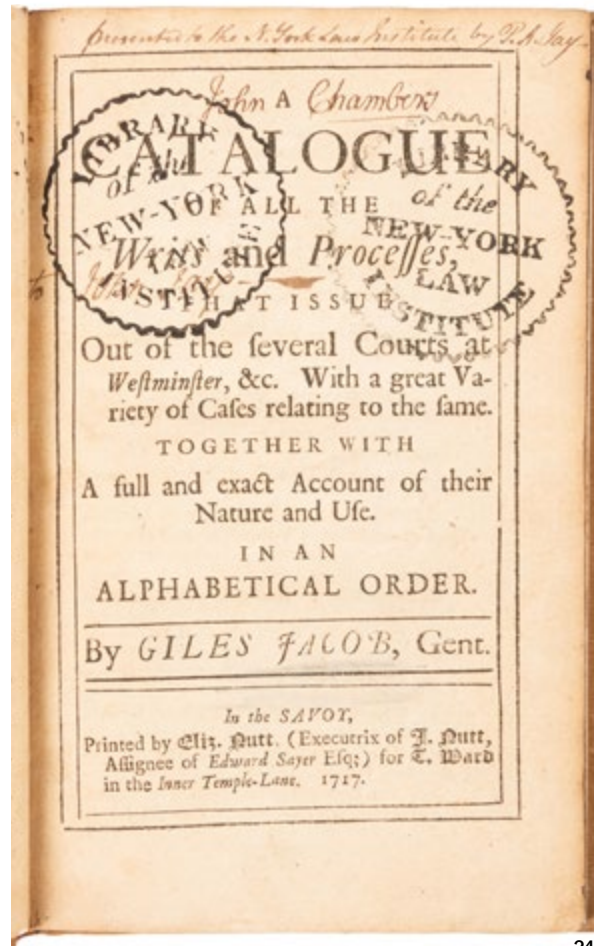 presented to the N. York Law Institute by P. A. Jay
John A Chambers
CATALOGUE
OF ALL THE
Writs and Proceſſes,
THAT ISSUE
Out of the ſeveral Courts at
Weſtminſter, &c. With a great Va-
riety of Caſes relating to the ſame.
TOGETHER WITH
A full and exact Account of their
Nature and Uſe.
IN AN
ALPHABETICAL ORDER.
By GILES JACOB, Gent.
In the SAVOY,
Printed by Eliz. Nutt. (Executrix of J. Nutt,
Aſſignee of Edward Sayer Eſq;) for T. Ward
in the Inner Temple-Lane. 1717.
LIBRARY
of the
NEW-YORK
LAW
INSTITUTE
LIBRARY
of the
NEW-YORK
LAW
INSTITUTE
to
24